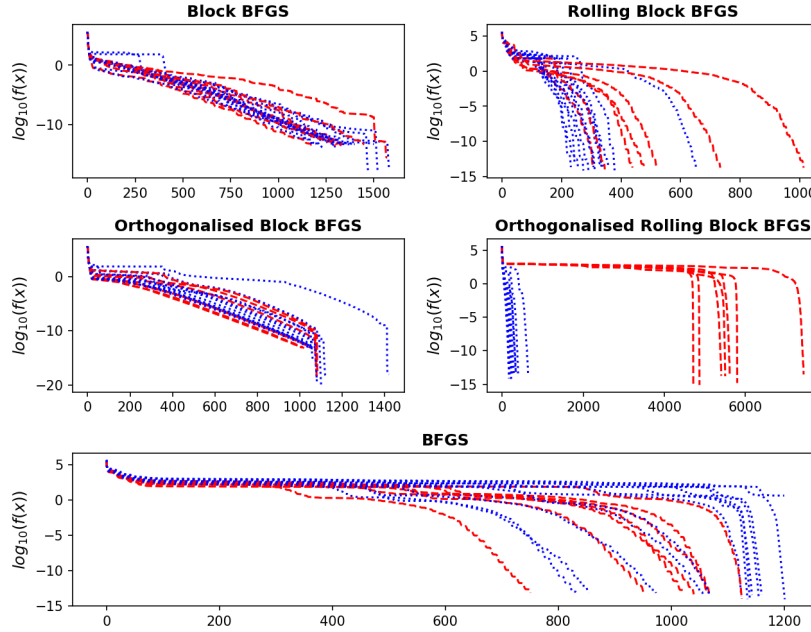 Block BFGS
Rolling Block BFGS
log10(f(x))
0
−10
0 250 500 750 1000 1250 1500
log10(f(x))
5
0
−5
−10
−15
0 200 400 600 800 1000
Orthogonalised Block BFGS
Orthogonalised Rolling Block BFGS
log10(f(x))
0
−10
−20
0 200 400 600 800 1000 1200 1400
log10(f(x))
5
0
−5
−10
−15
0 2000 4000 6000
BFGS
log10(f(x))
5
0
−5
−10
−15
0 200 400 600 800 1000 1200